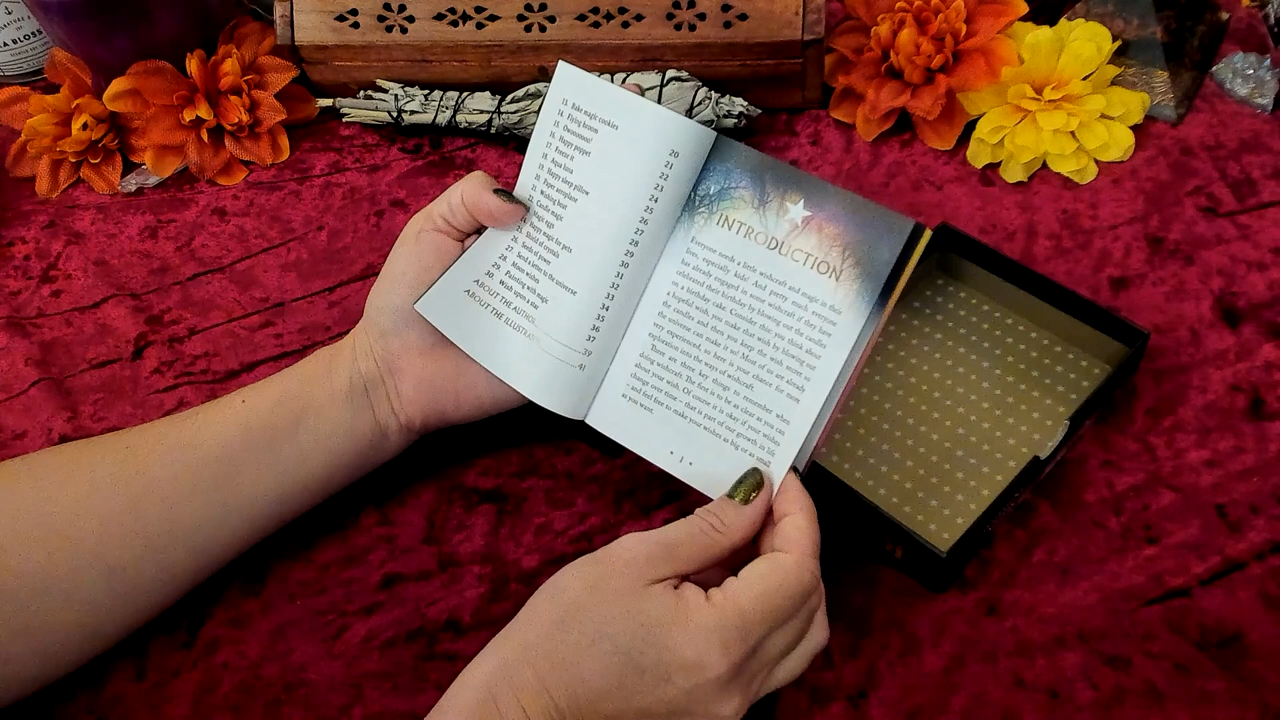 A BLOSS
13. Bake magic cookies 20
14. Flying broom 21
15. Owooooooo! 22
16. Happy puppet 23
17. Freeze it 24
18. Aqua luna 25
19. Happy sleep pillow 26
20. Paper aeroplane 27
21. Wishing boat 28
22. Candle magic 29
Magic eggs 30
Happy magic for pets 31
25. Shield of crystals 32
26. Seeds of power 33
27. Send a letter to the universe 34
28. Moon wishes 35
29. Painting with magic 36
30. Wish upon a star 37
ABOUT THE AUTHOR 39
ABOUT THE ILLUSTRA 41
INTRODUCTION
Everyone needs a little wishcraft and magic in their
lives, especially kids! And pretty much everyone
has already engaged in some wishcraft if they have
celebrated their birthday by blowing out the candles
on a birthday cake. Consider this: you think about
a hopeful wish, you make that wish by blowing out
the candles and then you keep the wish secret so
the universe can make it so! Most of us are already
very experienced, so here is your chance for more
exploration into the ways of wishcraft.
There are three key things to remember when
doing wishcraft. The first is to be as clear as you can
about your wish. Of course it is okay if your wishes
change over time – that is part of our growth in life
– and feel free to make your wishes as big or as small
as you want.
• 1 •